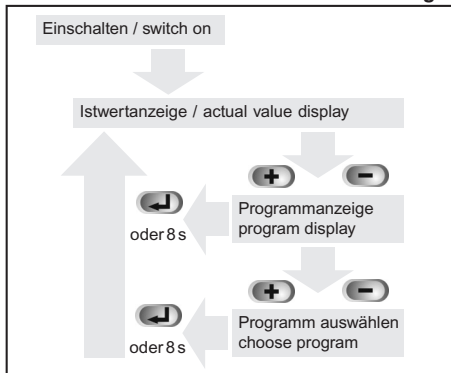 g
Einschalten / switch on
Istwertanzeige / actual value display
+ -
Programmanzeige
program display
oder 8 s
+ -
Programm auswählen
choose program
oder 8 s